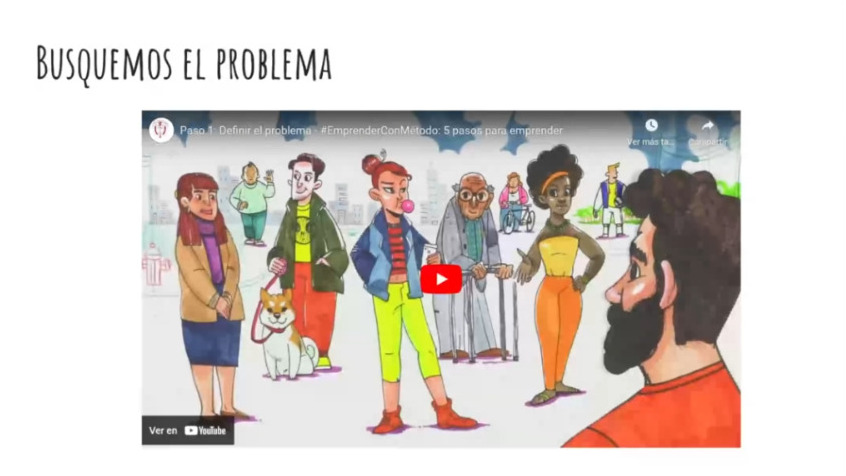 BUSQUEMOS EL PROBLEMA
Paso 1: Definir el problema - #EmprenderConMétodo: 5 pasos para emprender
Ver más ta...
Compartir
Ver en YouTube